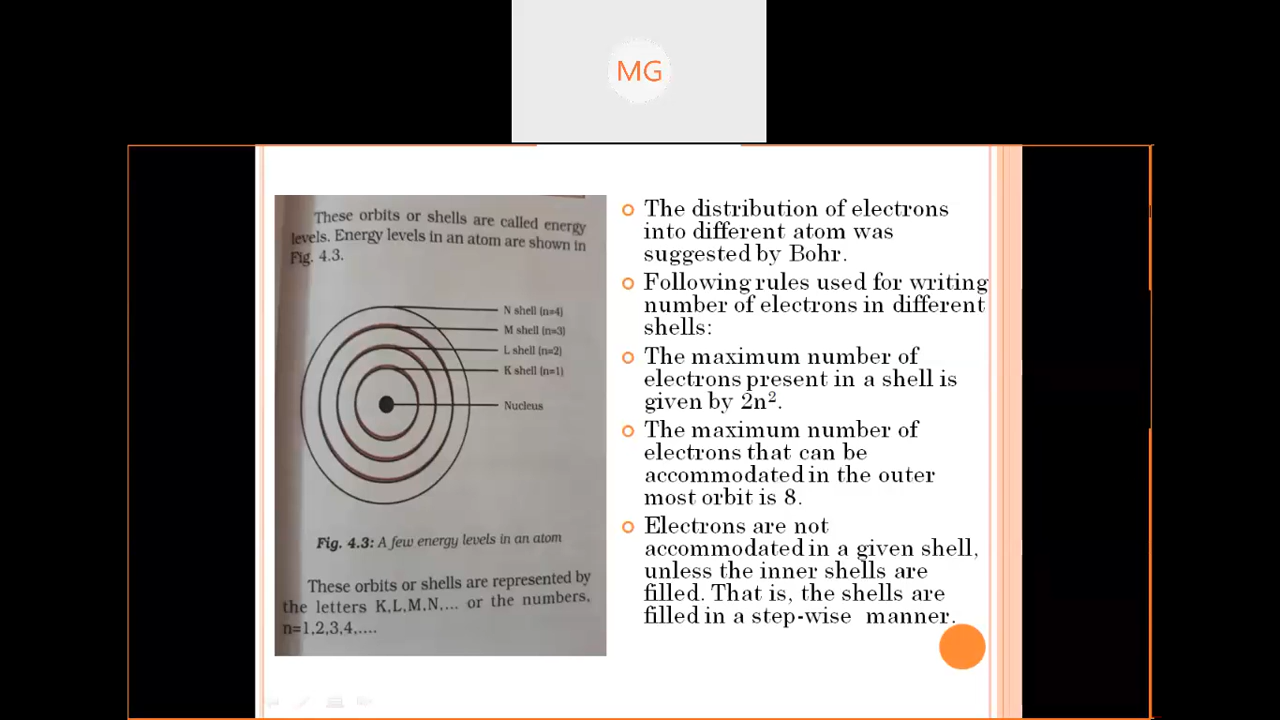 MG
These orbits or shells are called energy
levels. Energy levels in an atom are shown in
Fig. 4.3.
N shell (n=4)
M shell (n=3)
L shell (n=2)
K shell (n=1)
Nucleus
Fig. 4.3: A few energy levels in an atom
These orbits or shells are represented by
the letters K,L,M,N,... or the numbers,
n=1,2,3,4,....
The distribution of electrons
into different atom was
suggested by Bohr.
Following rules used for writing
number of electrons in different
shells:
The maximum number of
electrons present in a shell is
given by 2n².
The maximum number of
electrons that can be
accommodated in the outer
most orbit is 8.
Electrons are not
accommodated in a given shell,
unless the inner shells are
filled. That is, the shells are
filled in a step-wise manner.